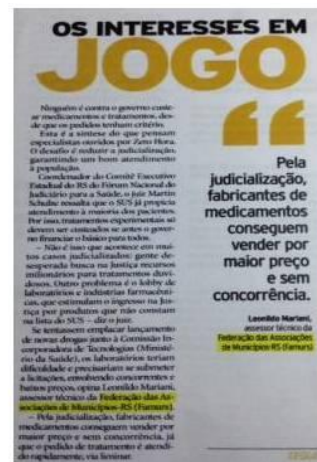 OS INTERESSES EM
JOGO
Ninguém é contra o governo custe-
ar medicamentos e tratamentos, des-
de que os pedidos tenham critério.
Esta é a síntese do que pensam
especialistas ouvidos por Zero Hora.
O desafio é reduzir a judicialização,
garantindo um bom atendimento
à população.
Coordenador do Comitê Executivo
Estadual do RS do Fórum Nacional do
Judiciário para a Saúde, o juiz Martin
Schulze ressalta que o SUS já propicia
atendimento à maioria dos pacientes.
Por isso, tratamentos experimentais só
devem ser custeados se antes o gover-
no financiar o básico para todos.
– Não é isso que acontece em mui-
tos casos judicializados: gente de-
sesperada busca na Justiça recursos
milionários para tratamentos duvi-
dosos. Outro problema é o lobby de
laboratórios e indústrias farmacêuti-
cas, que estimulam o ingresso na Jus-
tiça por produtos que não constam
na lista do SUS – diz o juiz.
Se tentassem emplacar lançamento
de novas drogas junto à Comissão In-
corporadora de Tecnologias (Ministé-
rio da Saúde), os laboratórios teriam
dificuldade e precisariam se submeter
a licitações, envolvendo concorrentes e
baixos preços, opina Leonildo Mariani,
assessor técnico da Federação das As-
sociações de Municípios-RS (Famurs).
– Pela judicialização, fabricantes de
medicamentos conseguem vender por
maior preço e sem concorrência, já
que o pedido de tratamento é atendi-
do rapidamente, via liminar.
“
Pela
judicialização,
fabricantes de
medicamentos
conseguem
vender por
maior preço
e sem
concorrência.
Leonildo Mariani,
assessor técnico da
Federação das Associações
de Municípios-RS (Famurs)